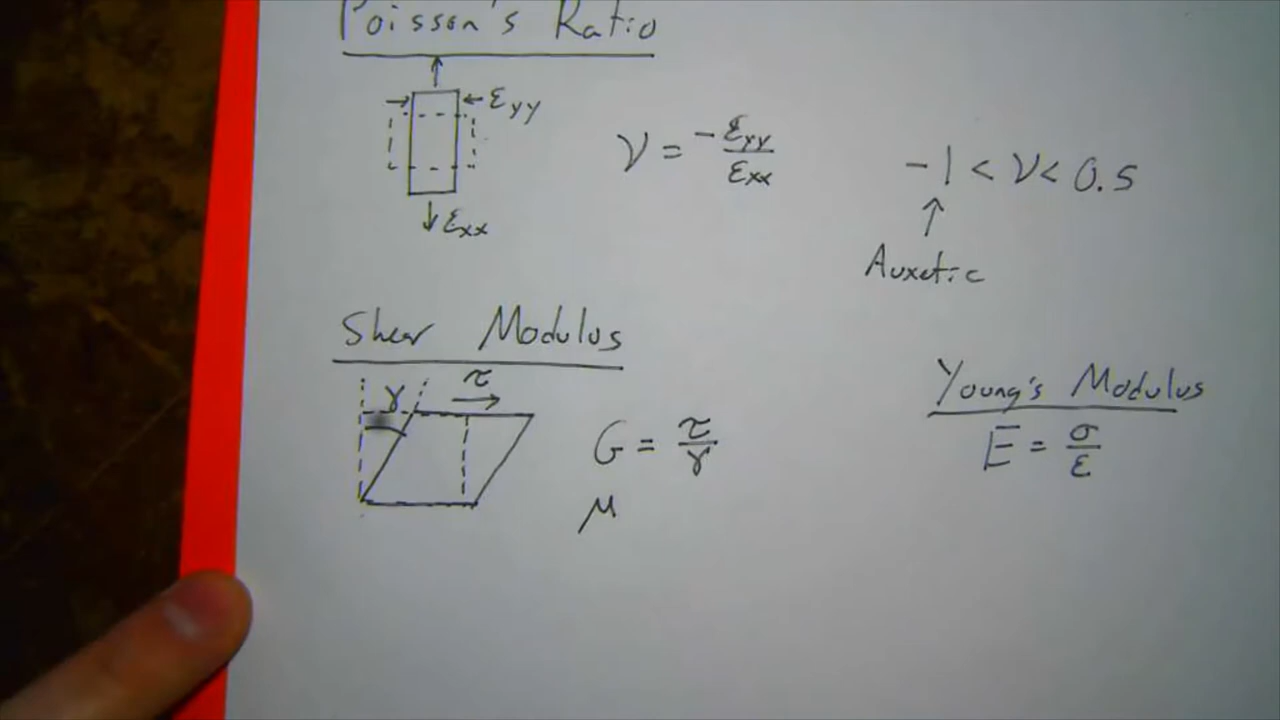 Poisson's Ratio
εyy
εxx
ν = -εyy/εxx
-1 < ν < 0.5
Auxetic
Shear Modulus
γ
τ
G = τ/γ
μ
Young's Modulus
E = σ/ε